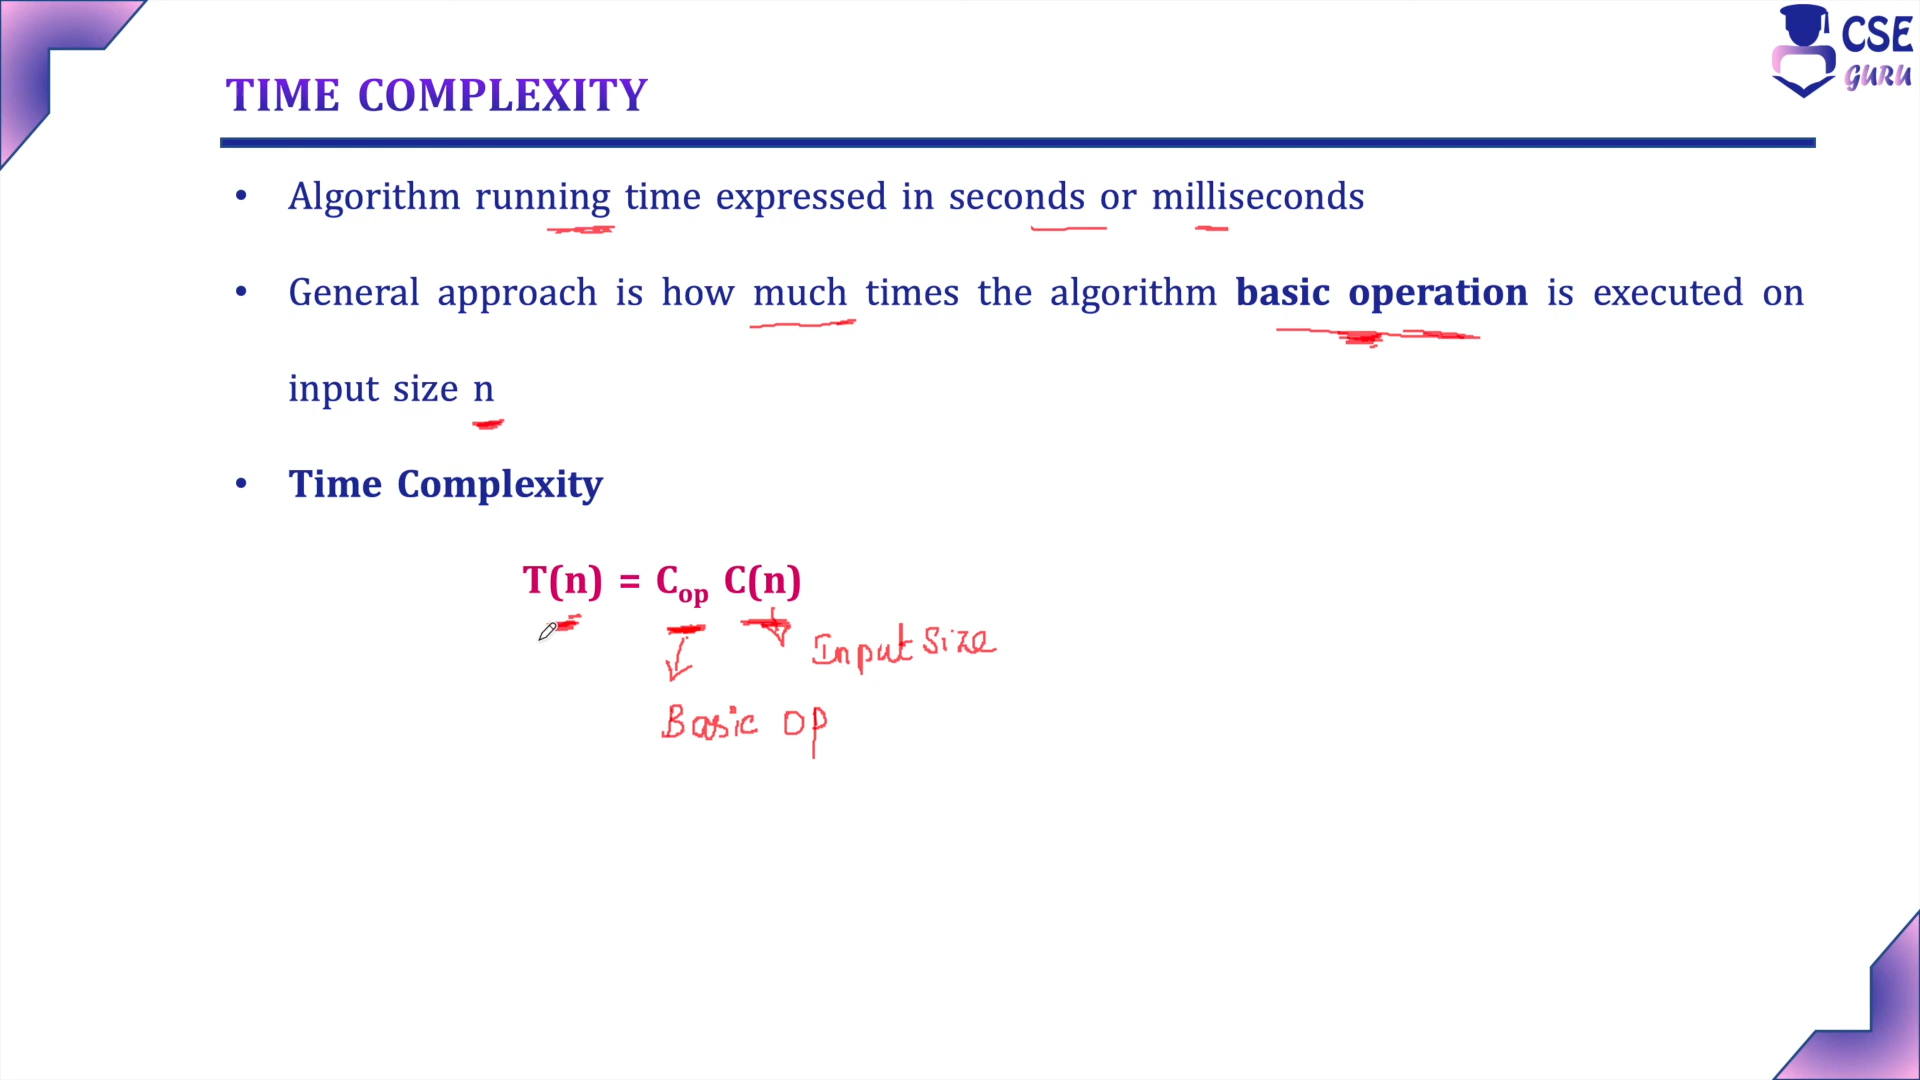 CSE
GURU
TIME COMPLEXITY
• Algorithm running time expressed in seconds or milliseconds
• General approach is how much times the algorithm basic operation is executed on
input size n
• Time Complexity
T(n) = Cop C(n)
Input Size
Basic Op